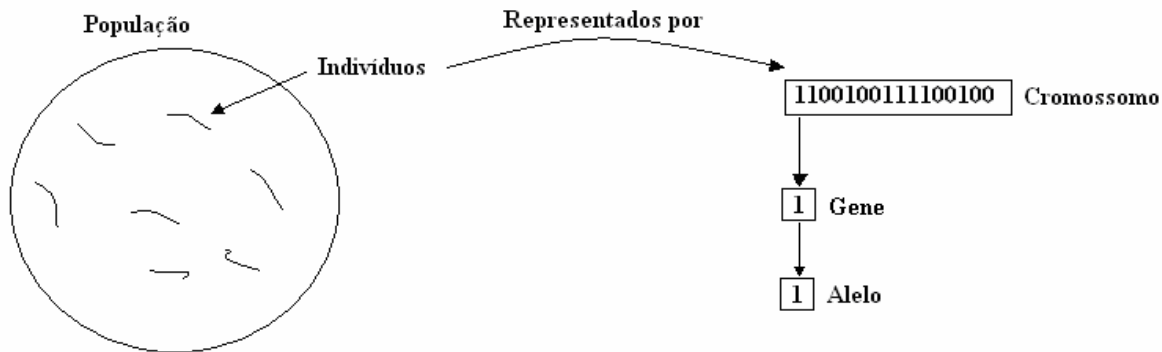 População
Representados por
Indivíduos
1100100111100100 Cromossomo
1 Gene
1 Alelo